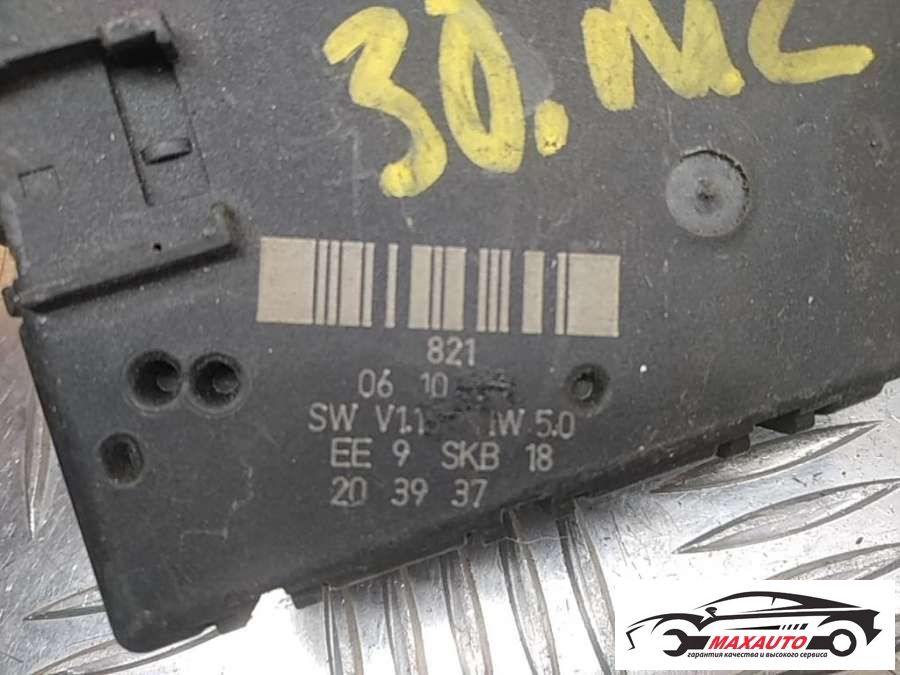 30.МС
821
06 10
SW V1.1 HW 5.0
EE 9 SKB 18
20 39 37
MAXAUTO
гарантия качества и высокого сервиса